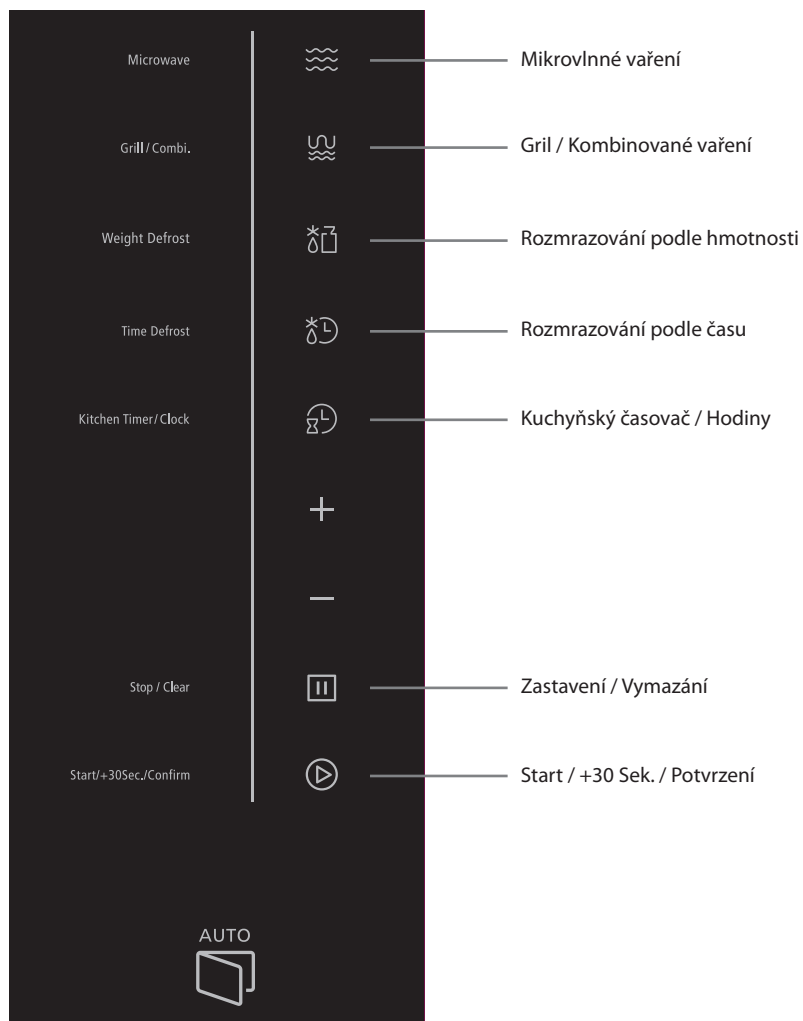 Microwave Mikrovlnné vaření
Grill / Combi. Gril / Kombinované vaření
Weight Defrost Rozmrazování podle hmotnosti
Time Defrost Rozmrazování podle času
Kitchen Timer/Clock Kuchyňský časovač / Hodiny
+
−
Stop / Clear Zastavení / Vymazání
Start/+30Sec./Confirm Start / +30 Sek. / Potvrzení
AUTO